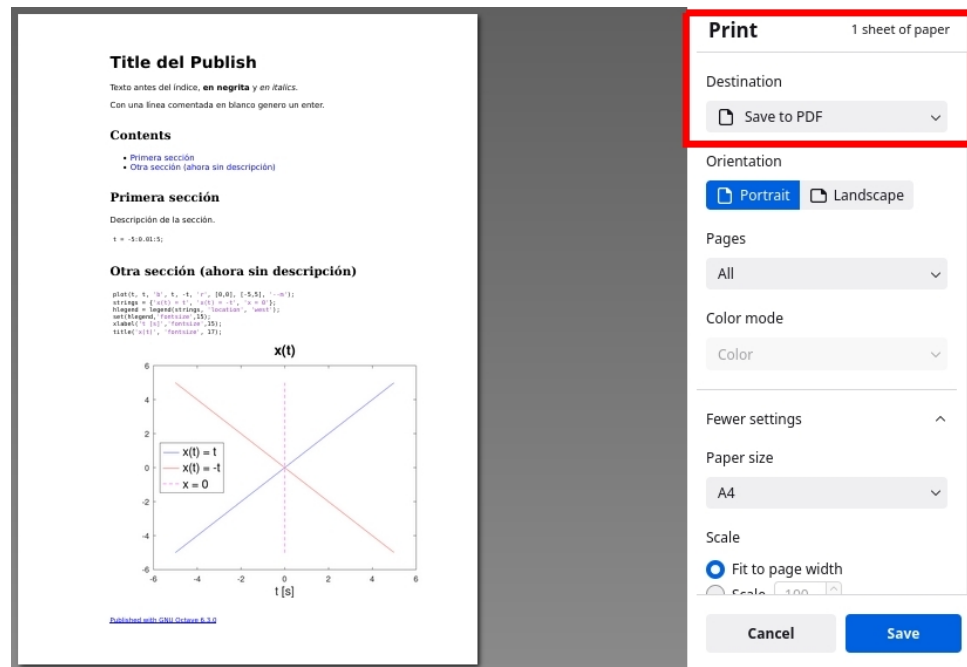 Title del Publish
Texto antes del índice, en negrita y en italics.
Con una línea comentada en blanco genero un enter.
Contents
• Primera sección
• Otra sección (ahora sin descripción)
Primera sección
Descripción de la sección.
t = -5:0.01:5;
Otra sección (ahora sin descripción)
plot(t, t, 'b', t, -t, 'r', [0,0], [-5,5], '--m');
strings = {'x(t) = t', 'x(t) = -t', 'x = 0'};
hlegend = legend(strings, 'location', 'west');
set(hlegend,'fontsize',15);
xlabel('t [s]','fontsize',15);
title('x(t)', 'fontsize', 17);
x(t)
6
4
2
0
-2
-4
-6
x(t) = t
x(t) = -t
x = 0
-6 -4 -2 0 2 4 6
t [s]
Published with GNU Octave 6.3.0
Print 1 sheet of paper
Destination
Save to PDF
Orientation
Portrait Landscape
Pages
All
Color mode
Color
Fewer settings
Paper size
A4
Scale
Fit to page width
Scale 100
Cancel Save